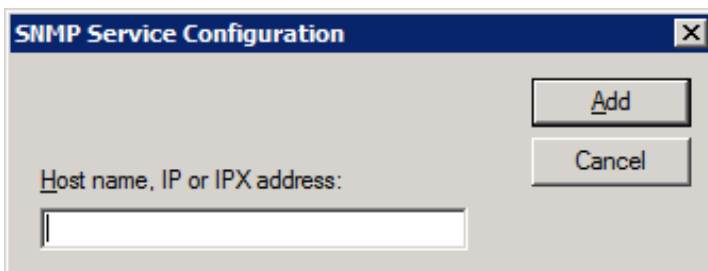 SNMP Service Configuration
Add
Cancel
Host name, IP or IPX address: